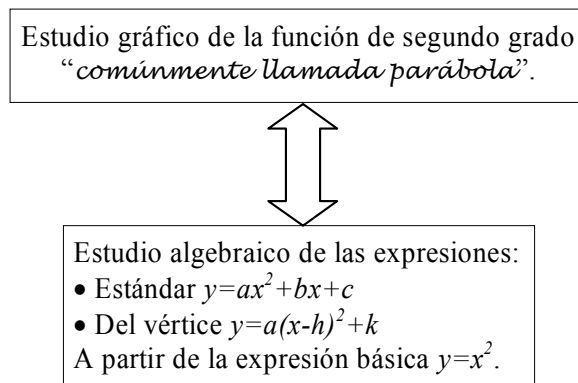 Estudio gráfico de la función de segundo grado
“comúnmente llamada parábola”.
Estudio algebraico de las expresiones:
• Estándar y=ax²+bx+c
• Del vértice y=a(x-h)²+k
A partir de la expresión básica y=x².